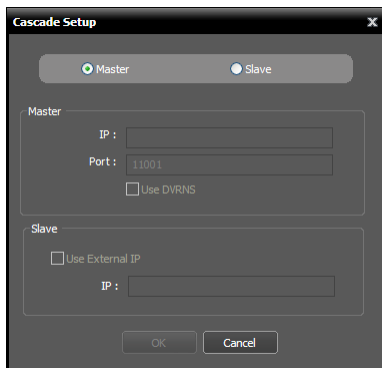 Cascade Setup X
Master Slave
Master
IP :
Port : 11001
Use DVRNS
Slave
Use External IP
IP :
OK Cancel